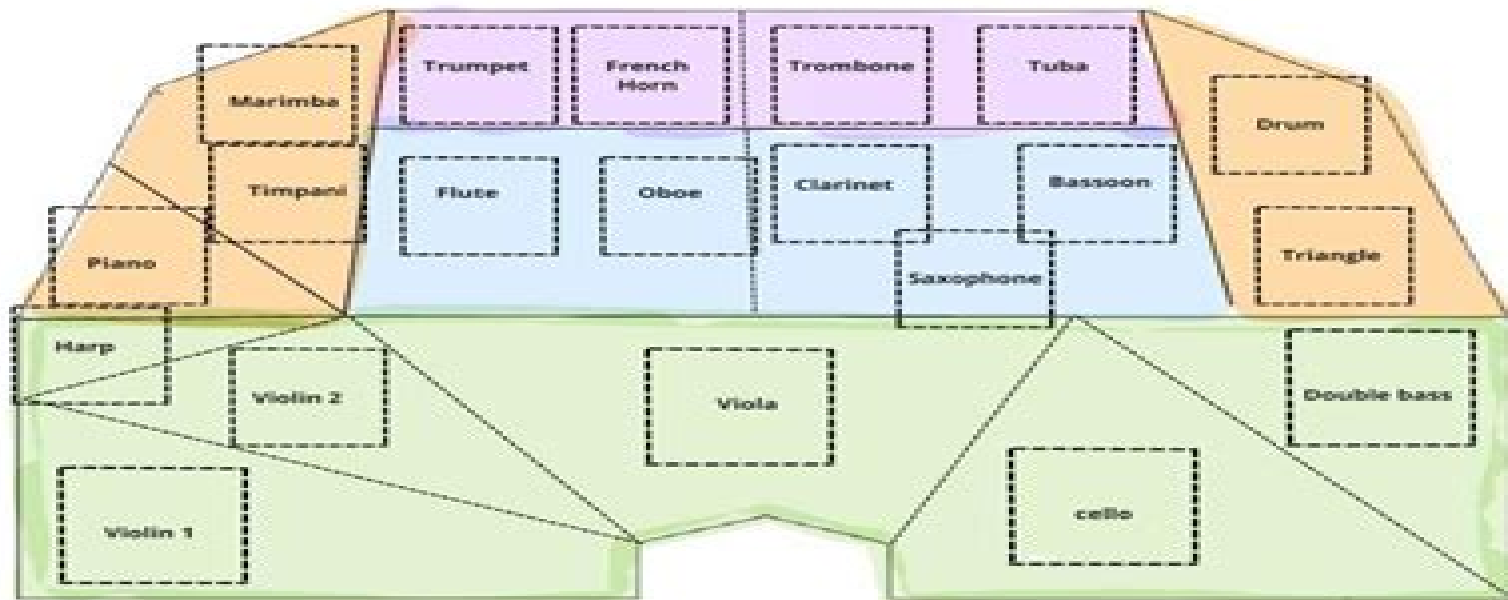 Trumpet
French
Horn
Trombone
Tuba
Marimba
Drum
Timpani
Flute
Oboe
Clarinet
Bassoon
Piano
Saxophone
Triangle
Harp
Violin 2
Viola
Double bass
Violin 1
cello